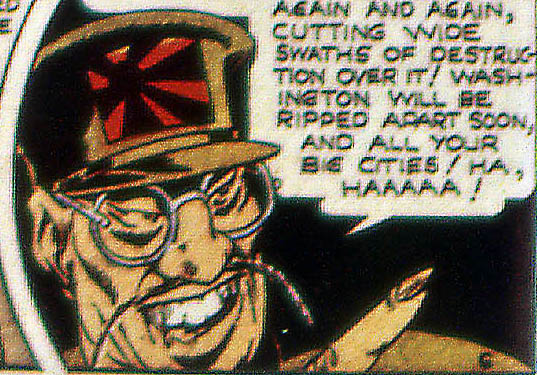 AGAIN AND AGAIN,
CUTTING WIDE
SWATHS OF DESTRUC-
TION OVER IT! WASH-
INGTON WILL BE
RIPPED APART SOON,
AND ALL YOUR
BIG CITIES! HA,
HAAAAA!